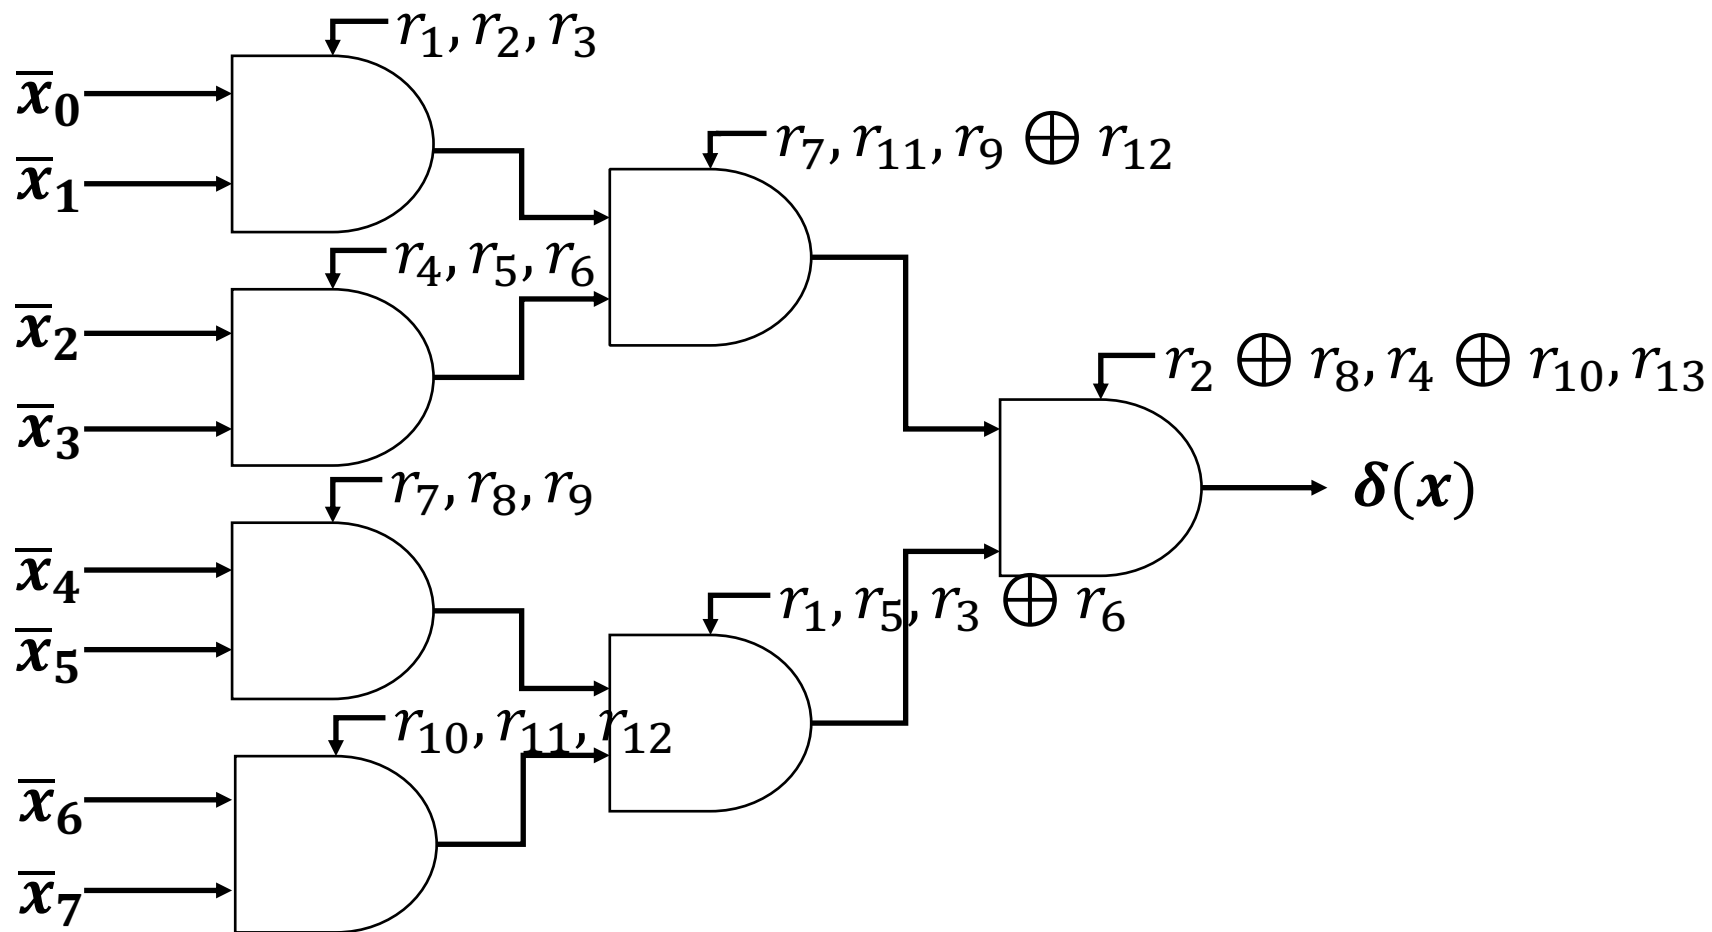 r₁, r₂, r₃
x̅₀
x̅₁
r₇, r₁₁, r₉ ⊕ r₁₂
r₄, r₅, r₆
x̅₂
x̅₃
r₂ ⊕ r₈, r₄ ⊕ r₁₀, r₁₃
δ(x)
r₇, r₈, r₉
x̅₄
x̅₅
r₁, r₅, r₃ ⊕ r₆
r₁₀, r₁₁, r₁₂
x̅₆
x̅₇